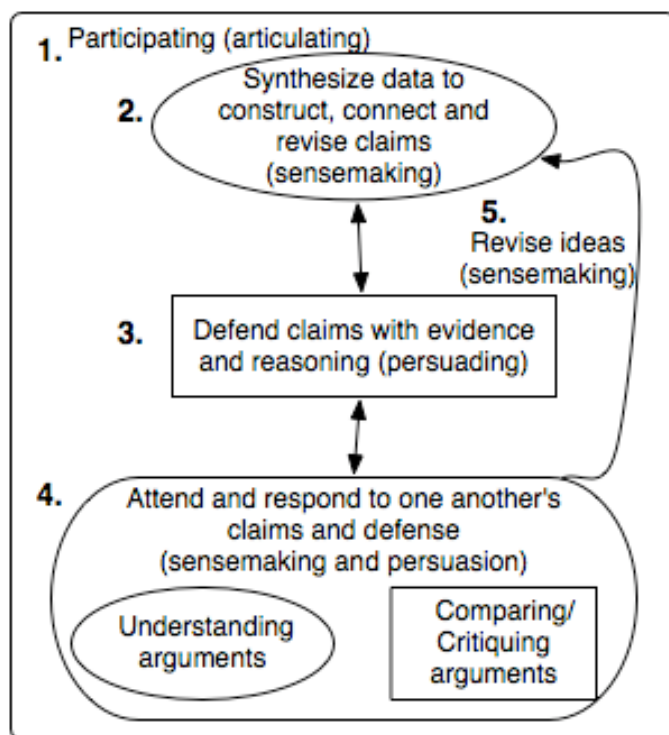 1. Participating (articulating)
2. Synthesize data to
construct, connect and
revise claims
(sensemaking)
5.
Revise ideas
(sensemaking)
3. Defend claims with evidence
and reasoning (persuading)
4. Attend and respond to one another's
claims and defense
(sensemaking and persuasion)
Understanding
arguments
Comparing/
Critiquing
arguments